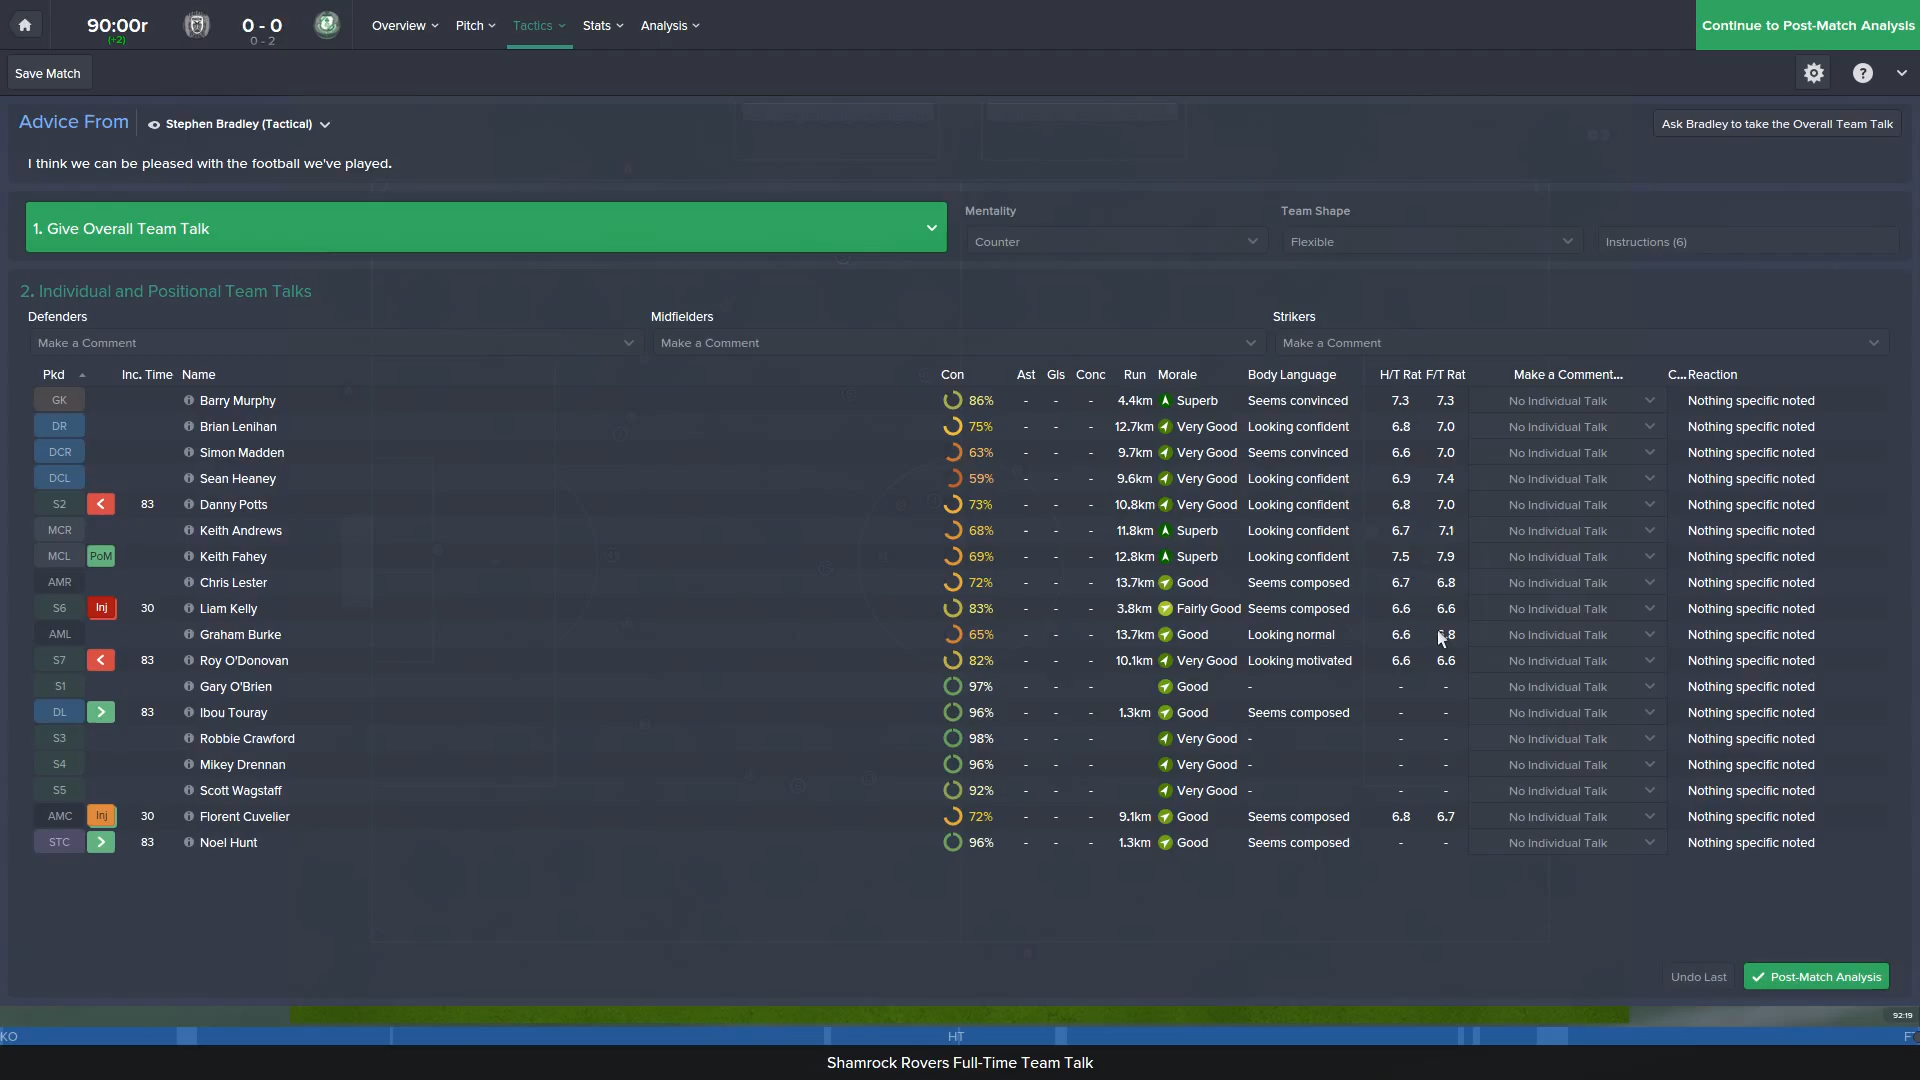 90:00r
(+2)
0 - 0
0 - 2
Overview
Pitch
Tactics
Stats
Analysis
Continue to Post-Match Analysis
Save Match
?
Advice From
Stephen Bradley (Tactical)
Ask Bradley to take the Overall Team Talk
I think we can be pleased with the football we've played.
1. Give Overall Team Talk
Mentality
Team Shape
Counter
Flexible
Instructions (6)
2. Individual and Positional Team Talks
Defenders
Midfielders
Strikers
Make a Comment
Make a Comment
Make a Comment
Pkd Inc. Time Name Con Ast Gls Conc Run Morale Body Language H/T Rat F/T Rat Make a Comment... C... Reaction
GK Barry Murphy 86% - - - 4.4km Superb Seems convinced 7.3 7.3 No Individual Talk Nothing specific noted
DR Brian Lenihan 75% - - - 12.7km Very Good Looking confident 6.8 7.0 No Individual Talk Nothing specific noted
DCR Simon Madden 63% - - - 9.7km Very Good Seems convinced 6.6 7.0 No Individual Talk Nothing specific noted
DCL Sean Heaney 59% - - - 9.6km Very Good Looking confident 6.9 7.4 No Individual Talk Nothing specific noted
S2 83 Danny Potts 73% - - - 10.8km Very Good Looking confident 6.8 7.0 No Individual Talk Nothing specific noted
MCR Keith Andrews 68% - - - 11.8km Superb Looking confident 6.7 7.1 No Individual Talk Nothing specific noted
MCL PoM Keith Fahey 69% - - - 12.8km Superb Looking confident 7.5 7.9 No Individual Talk Nothing specific noted
AMR Chris Lester 72% - - - 13.7km Good Seems composed 6.7 6.8 No Individual Talk Nothing specific noted
S6 Inj 30 Liam Kelly 83% - - - 3.8km Fairly Good Seems composed 6.6 6.6 No Individual Talk Nothing specific noted
AML Graham Burke 65% - - - 13.7km Good Looking normal 6.6 No Individual Talk Nothing specific noted
S7 83 Roy O'Donovan 82% - - - 10.1km Very Good Looking motivated 6.6 6.6 No Individual Talk Nothing specific noted
S1 Gary O'Brien 97% - - - Good - - - No Individual Talk Nothing specific noted
DL 83 Ibou Touray 96% - - - 1.3km Good Seems composed - - No Individual Talk Nothing specific noted
S3 Robbie Crawford 98% - - - Very Good - - - No Individual Talk Nothing specific noted
S4 Mikey Drennan 96% - - - Very Good - - - No Individual Talk Nothing specific noted
S5 Scott Wagstaff 92% - - - Very Good - - - No Individual Talk Nothing specific noted
AMC Inj 30 Florent Cuvelier 72% - - - 9.1km Good Seems composed 6.8 6.7 No Individual Talk Nothing specific noted
STC 83 Noel Hunt 96% - - - 1.3km Good Seems composed - - No Individual Talk Nothing specific noted
Undo Last
Post-Match Analysis
92:19
KO
HT
Shamrock Rovers Full-Time Team Talk